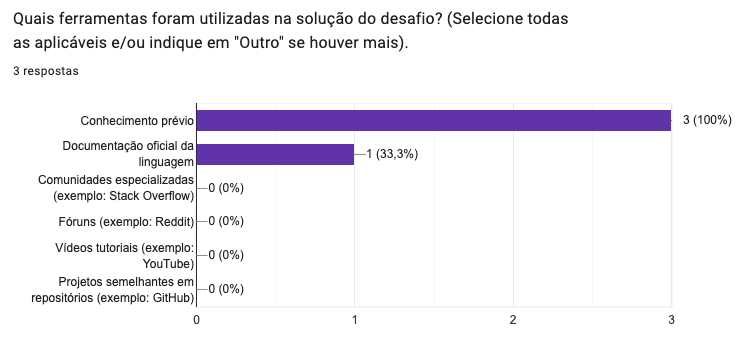 Quais ferramentas foram utilizadas na solução do desafio? (Selecione todas
as aplicáveis e/ou indique em "Outro" se houver mais).
3 respostas
Conhecimento prévio
3 (100%)
Documentação oficial da
linguagem
1 (33,3%)
Comunidades especializadas
(exemplo: Stack Overflow)
0 (0%)
Fóruns (exemplo: Reddit)
0 (0%)
Vídeos tutoriais (exemplo:
YouTube)
0 (0%)
Projetos semelhantes em
repositórios (exemplo: GitHub)
0 (0%)
0 1 2 3